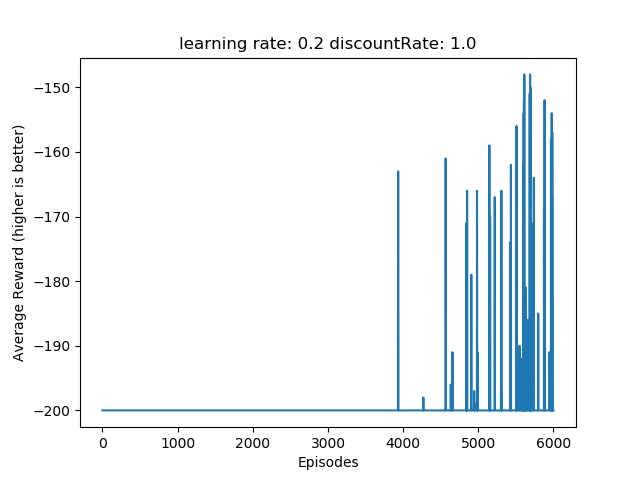 learning rate: 0.2 discountRate: 1.0
Average Reward (higher is better)
−150
−160
−170
−180
−190
−200
0 1000 2000 3000 4000 5000 6000
Episodes